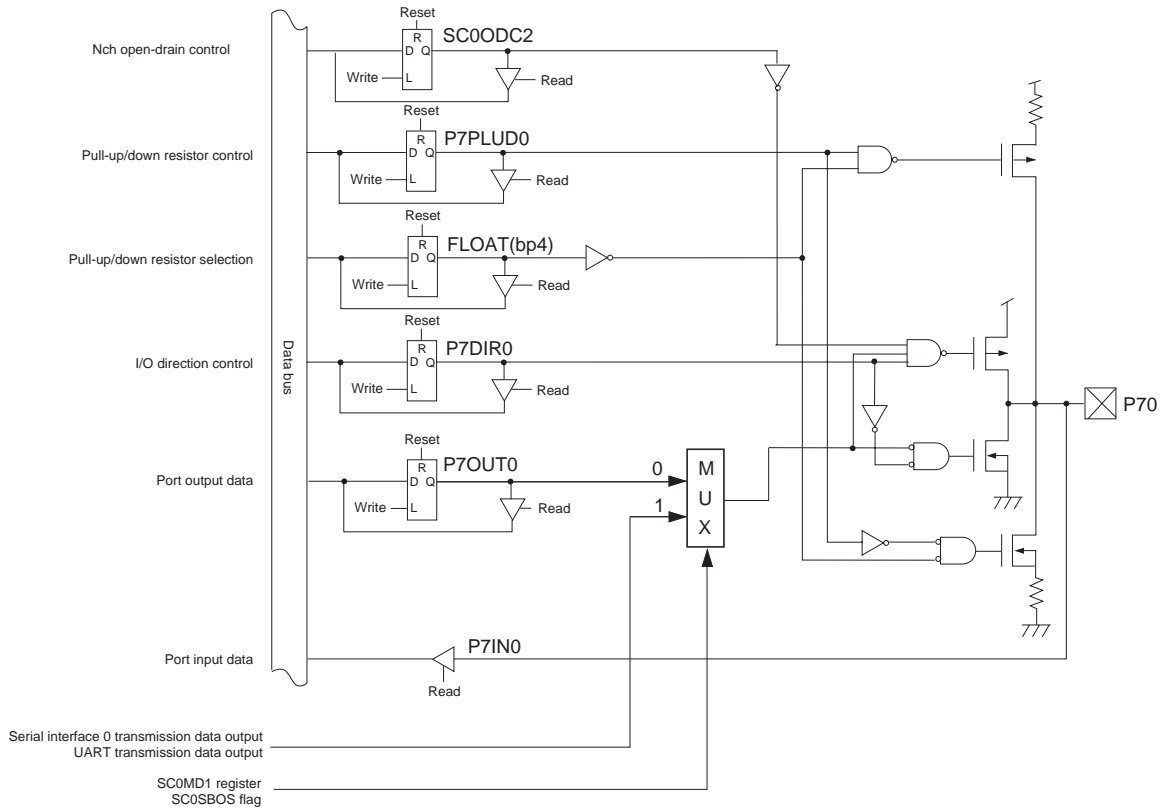 Reset
Nch open-drain control
R
D Q
SC0ODC2
Write
L
Read
Reset
Pull-up/down resistor control
R
D Q
P7PLUD0
Write
L
Read
Reset
Pull-up/down resistor selection
R
D Q
FLOAT(bp4)
Write
L
Read
Reset
I/O direction control
R
D Q
P7DIR0
Write
L
Read
Data bus
P70
Reset
Port output data
R
D Q
P7OUT0
Write
L
Read
0
1
M
U
X
Port input data
P7IN0
Read
Serial interface 0 transmission data output
UART transmission data output
SC0MD1 register
SC0SBOS flag